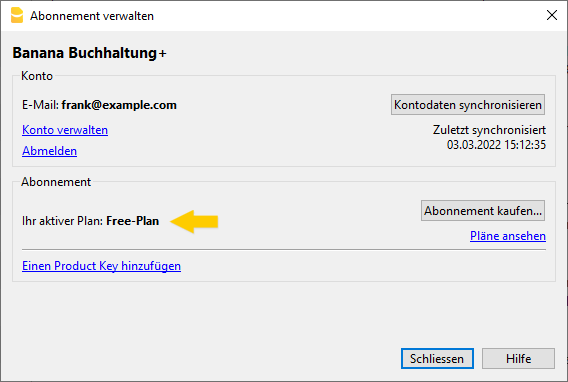 Abonnement verwalten
Banana Buchhaltung+
Konto
E-Mail: frank@example.com
Kontodaten synchronisieren
Konto verwalten
Zuletzt synchronisiert
03.03.2022 15:12:35
Abmelden
Abonnement
Abonnement kaufen...
Ihr aktiver Plan: Free-Plan
Pläne ansehen
Einen Product Key hinzufügen
Schliessen
Hilfe